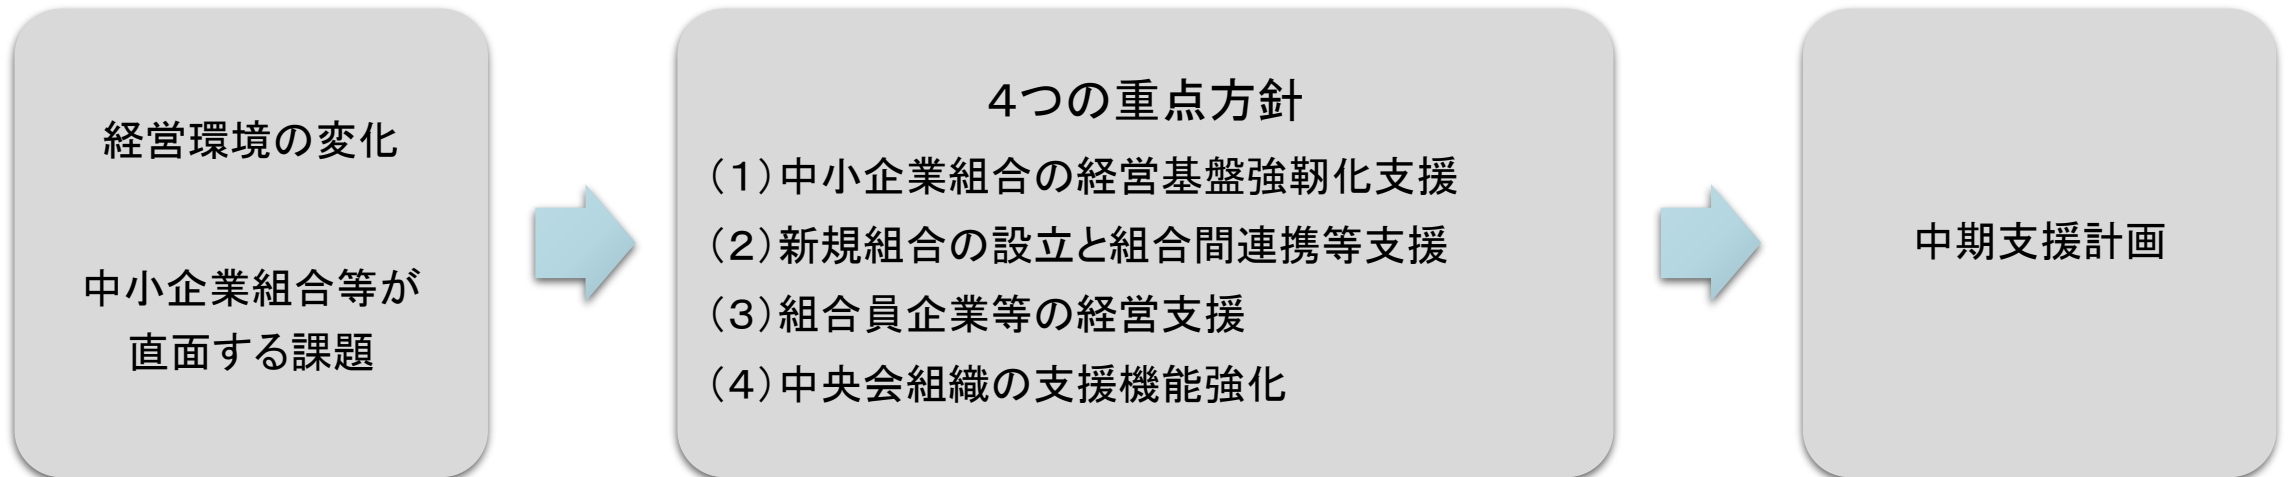 経営環境の変化
中小企業組合等が
直面する課題
4つの重点方針
(1)中小企業組合の経営基盤強靭化支援
(2)新規組合の設立と組合間連携等支援
(3)組合員企業等の経営支援
(4)中央会組織の支援機能強化
中期支援計画